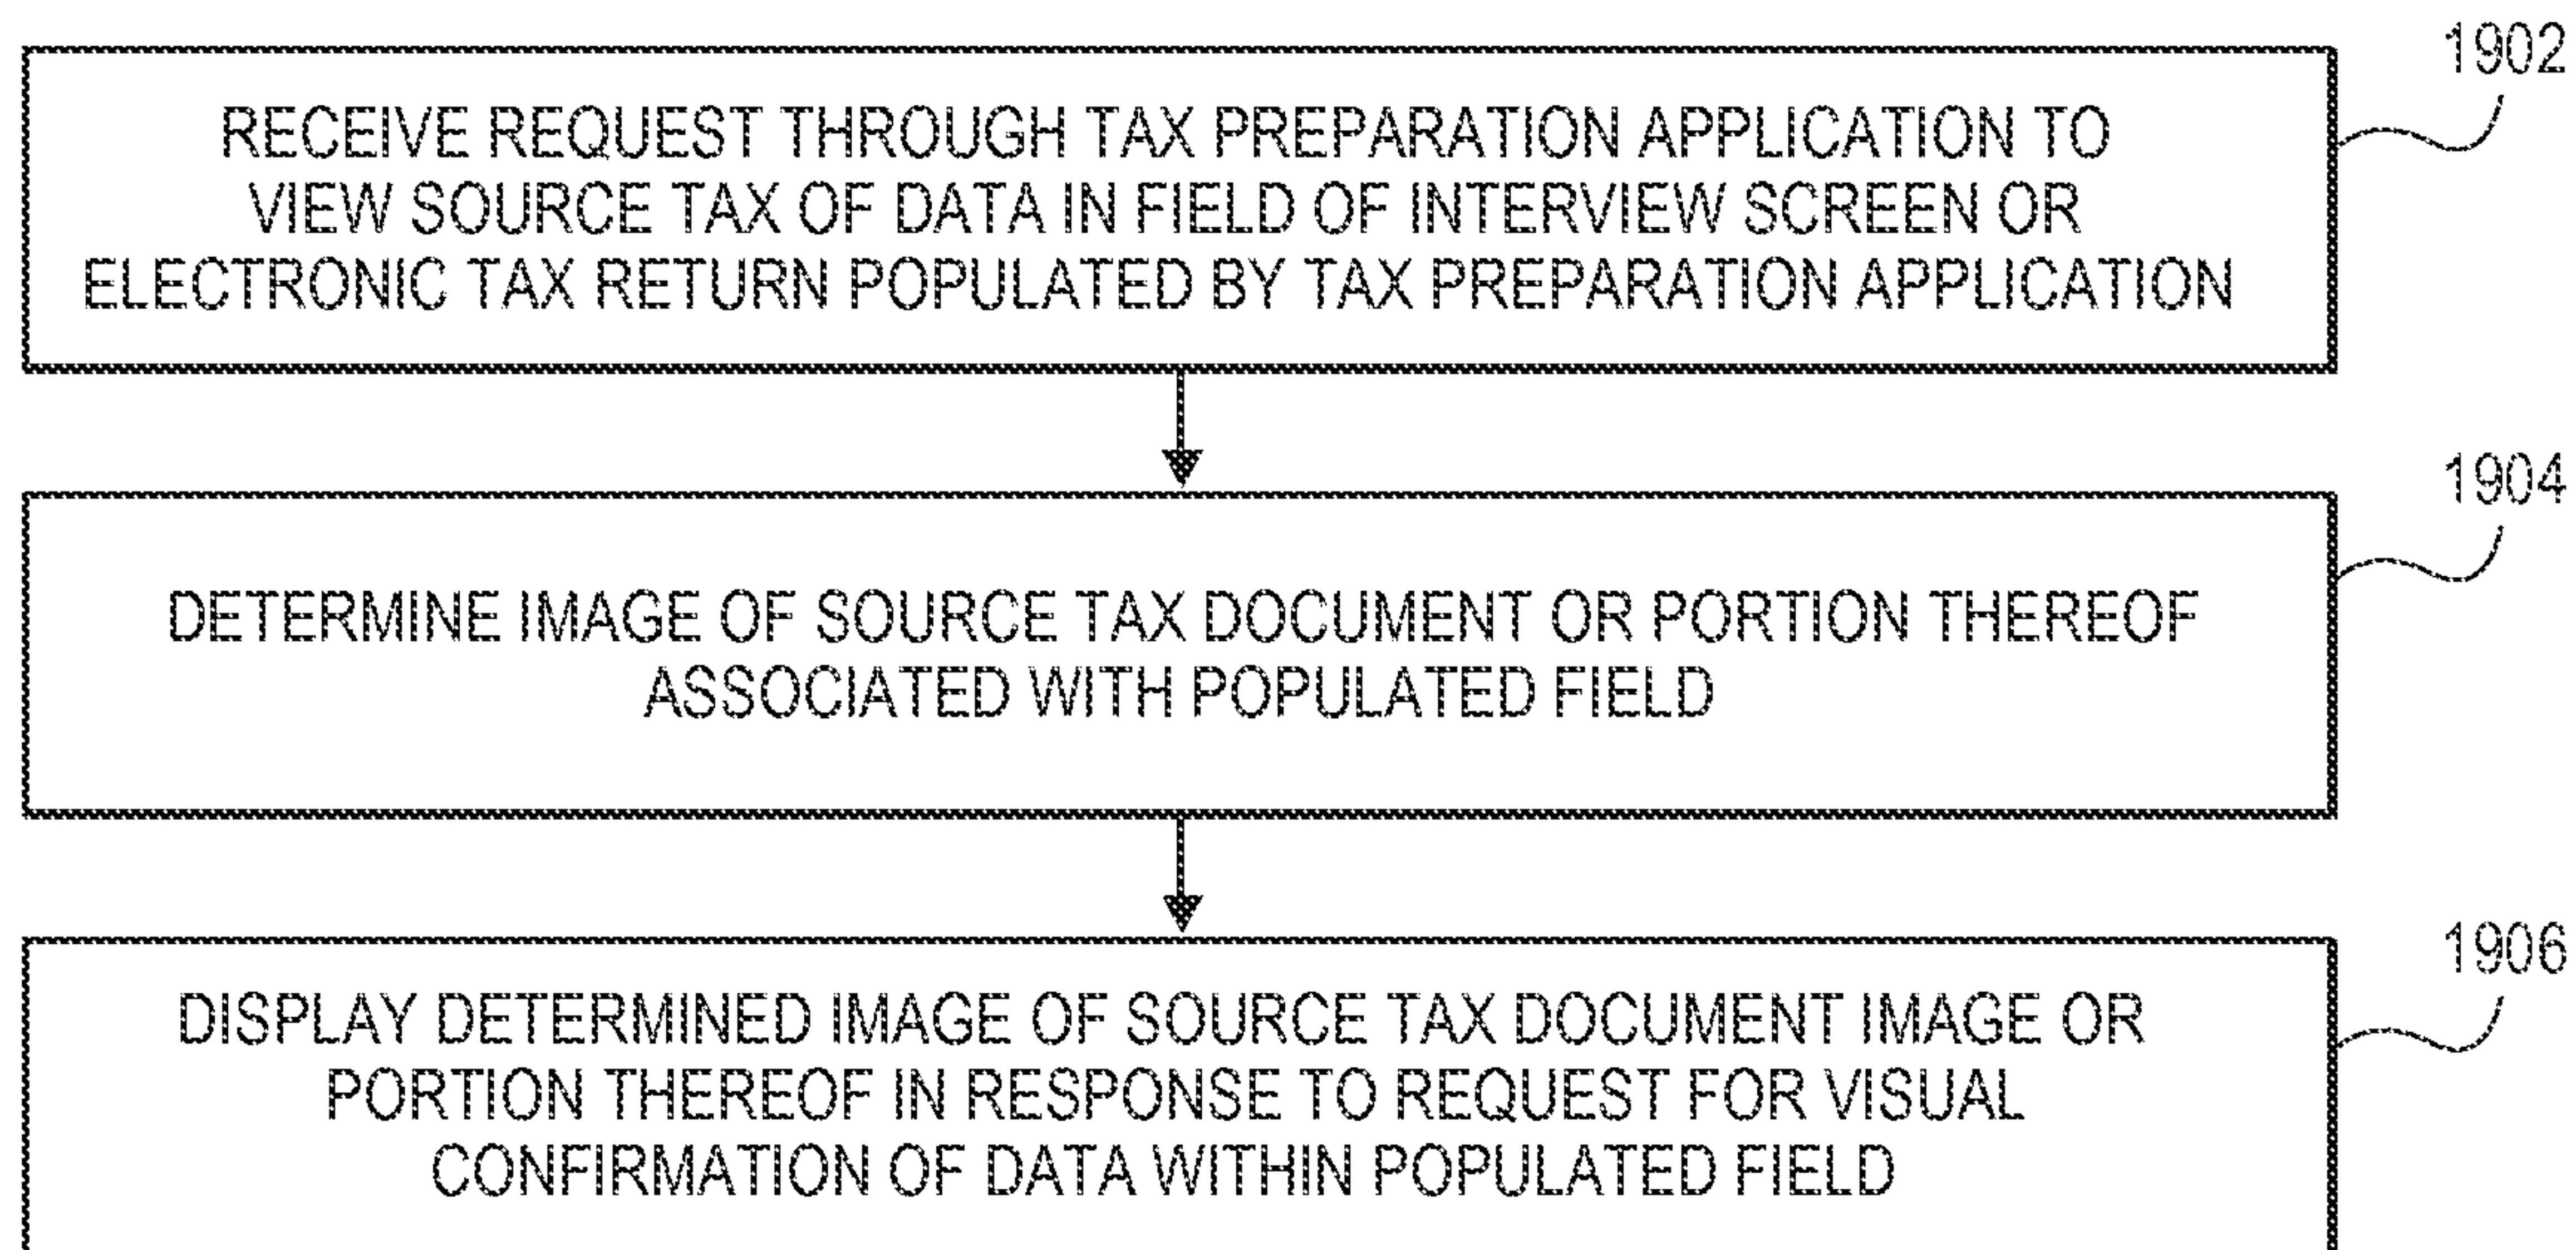 1902
RECEIVE REQUEST THROUGH TAX PREPARATION APPLICATION TO
VIEW SOURCE TAX OF DATA IN FIELD OF INTERVIEW SCREEN OR
ELECTRONIC TAX RETURN POPULATED BY TAX PREPARATION APPLICATION
1904
DETERMINE IMAGE OF SOURCE TAX DOCUMENT OR PORTION THEREOF
ASSOCIATED WITH POPULATED FIELD
1906
DISPLAY DETERMINED IMAGE OF SOURCE TAX DOCUMENT IMAGE OR
PORTION THEREOF IN RESPONSE TO REQUEST FOR VISUAL
CONFIRMATION OF DATA WITHIN POPULATED FIELD